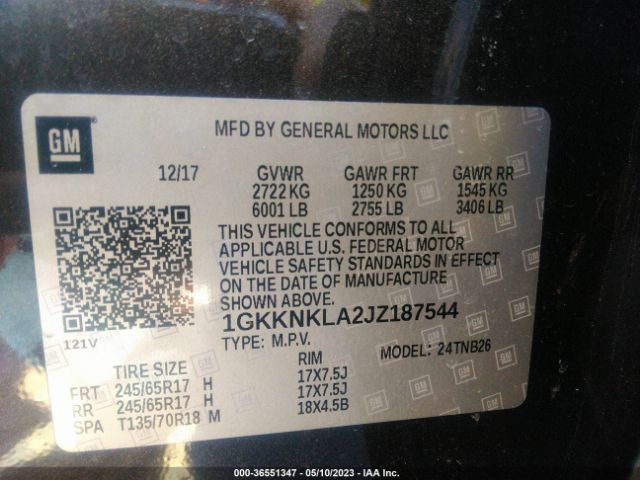 GM
MFD BY GENERAL MOTORS LLC
12/17 GVWR GAWR FRT GAWR RR
2722 KG 1250 KG 1545 KG
6001 LB 2755 LB 3406 LB
THIS VEHICLE CONFORMS TO ALL
APPLICABLE U.S. FEDERAL MOTOR
VEHICLE SAFETY STANDARDS IN EFFECT
ON THE DATE OF MANUFACTURE
SHOWN ABOVE.
1GKKNKLA2JZ187544
121V TYPE: M.P.V. MODEL: 24TNB26
TIRE SIZE RIM
FRT 245/65R17 H 17X7.5J
RR 245/65R17 H 17X7.5J
SPA T135/70R18 M 18X4.5B
000-36551347 - 05/10/2023 - IAA Inc.